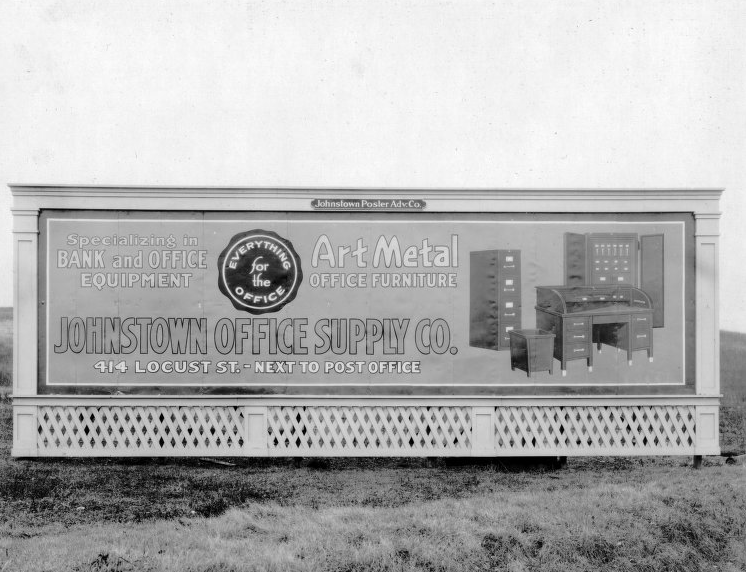 Johnstown Poster Adv. Co.
Specializing in
BANK and OFFICE
EQUIPMENT
EVERYTHING
for
the
OFFICE
Art Metal
OFFICE FURNITURE
JOHNSTOWN OFFICE SUPPLY CO.
414 LOCUST ST. - NEXT TO POST OFFICE